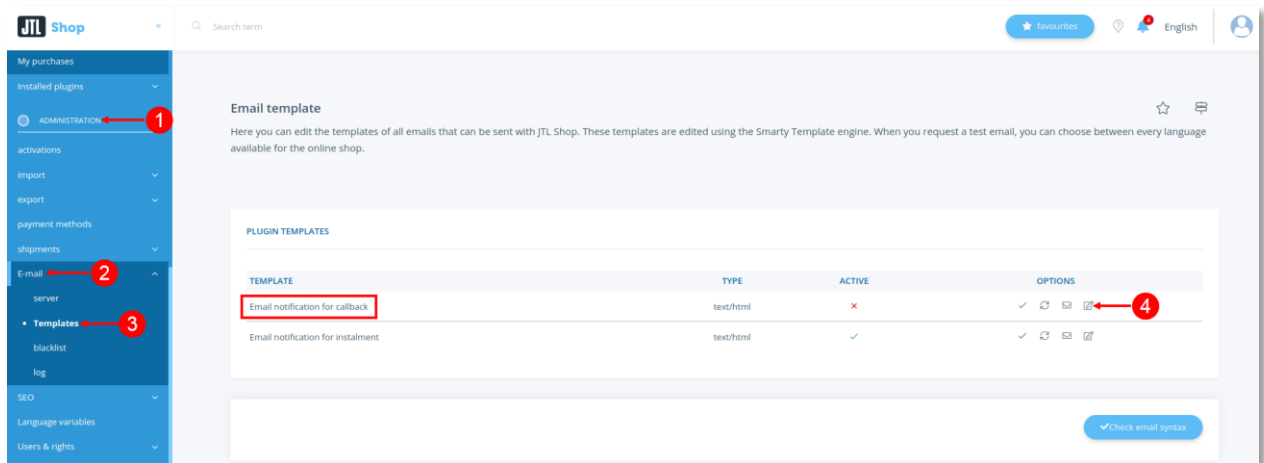 JTL Shop
«
Search term
favourites
4
English
My purchases
Installed plugins
ADMINISTRATION
1
activations
import
export
payment methods
shipments
E-mail
2
server
Templates
3
blacklist
log
SEO
Language variables
Users & rights
Email template
Here you can edit the templates of all emails that can be sent with JTL Shop. These templates are edited using the Smarty Template engine. When you request a test email, you can choose between every language
available for the online shop.
PLUGIN TEMPLATES
TEMPLATE TYPE ACTIVE OPTIONS
Email notification for callback text/html
4
Email notification for instalment text/html
Check email syntax